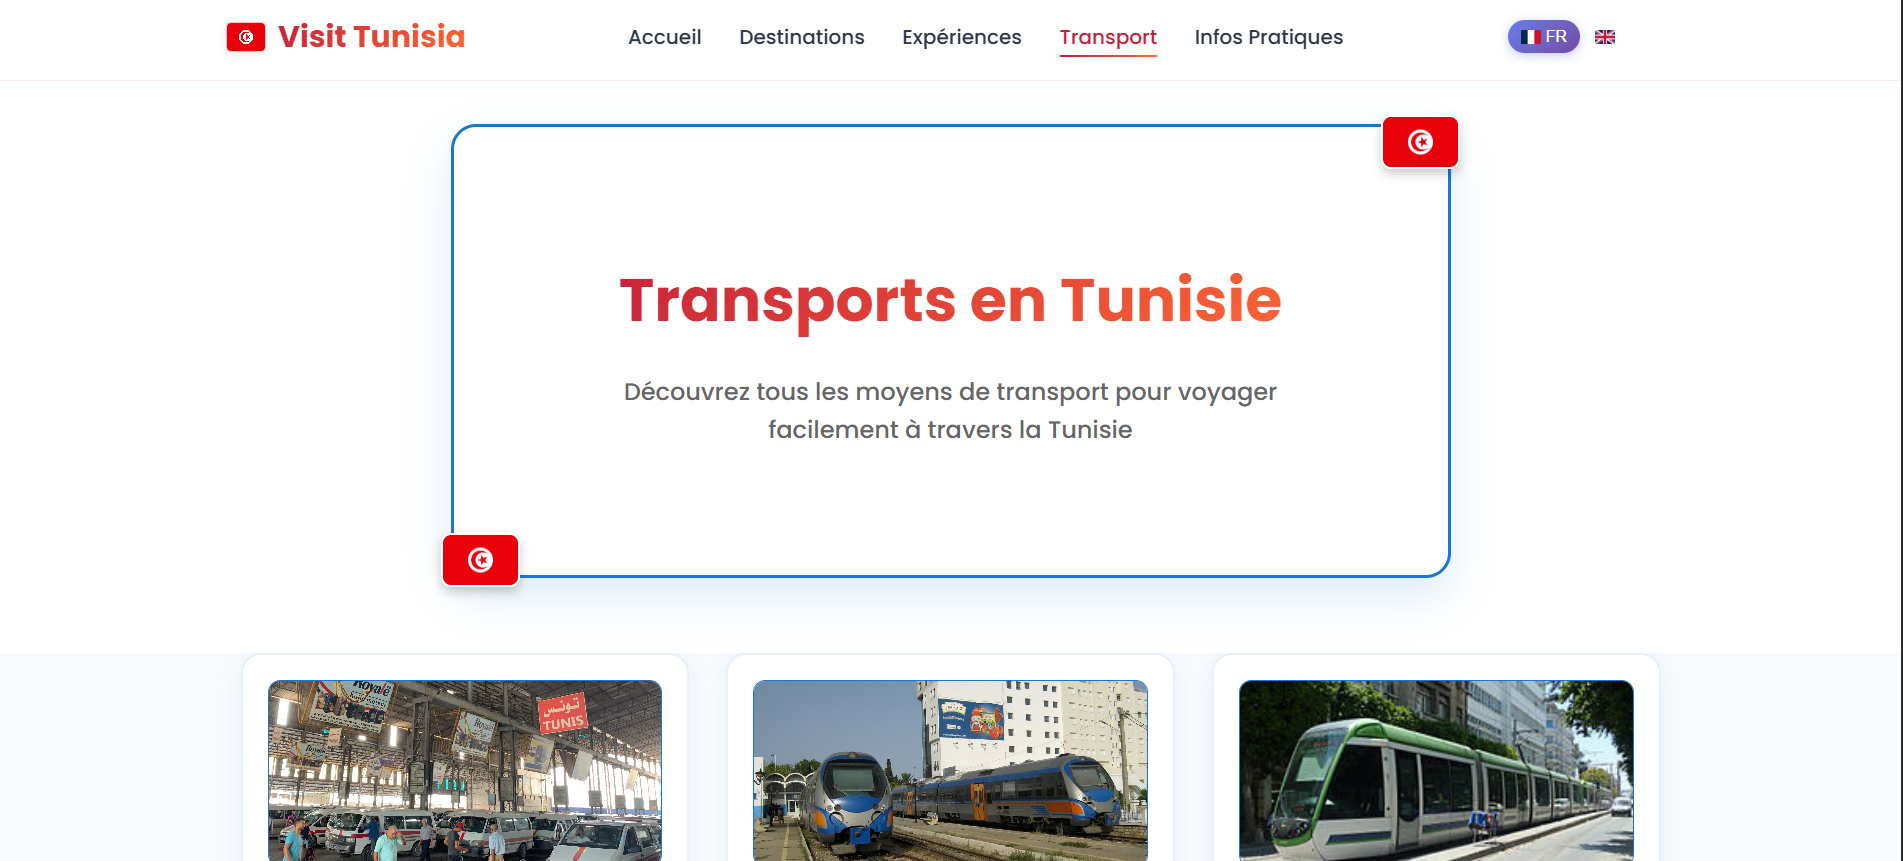 Visit Tunisia
Accueil
Destinations
Expériences
Transport
Infos Pratiques
FR
Transports en Tunisie
Découvrez tous les moyens de transport pour voyager
facilement à travers la Tunisie
Royale
تونس
TUNIS